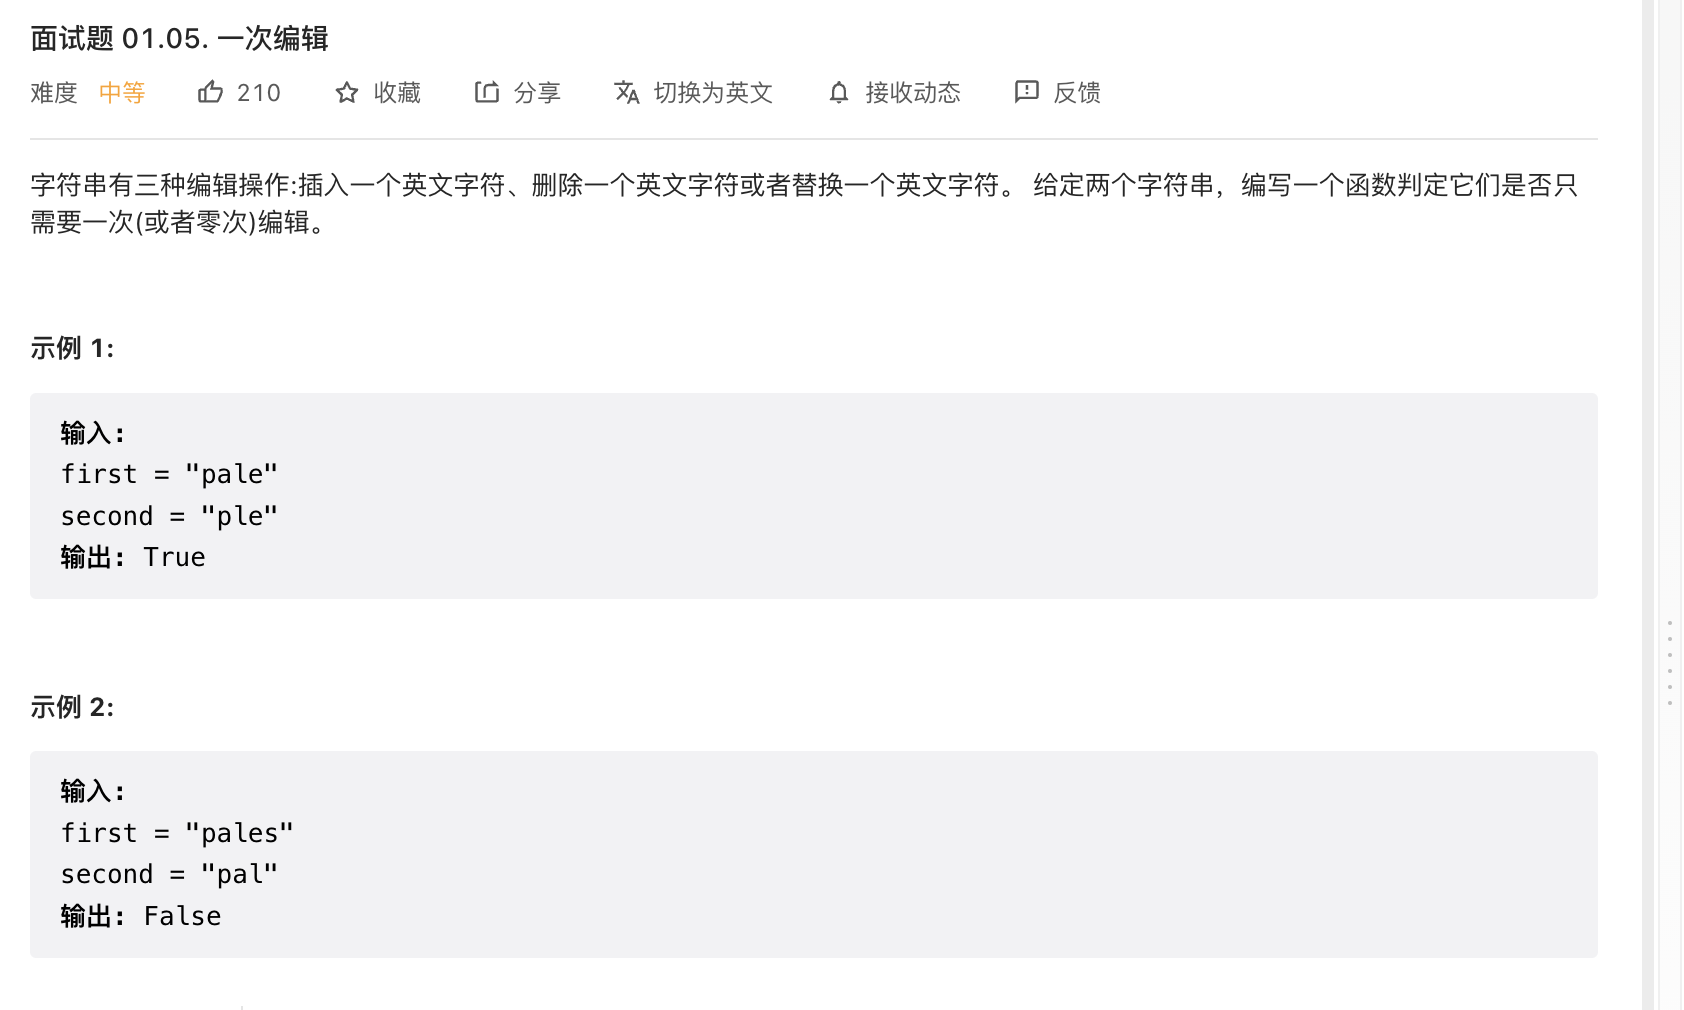 面试题 01.05. 一次编辑
难度 中等 210 收藏 分享 切换为英文 接收动态 反馈
字符串有三种编辑操作:插入一个英文字符、删除一个英文字符或者替换一个英文字符。 给定两个字符串，编写一个函数判定它们是否只
需要一次(或者零次)编辑。
示例 1:
输入:
first = "pale"
second = "ple"
输出: True
示例 2:
输入:
first = "pales"
second = "pal"
输出: False